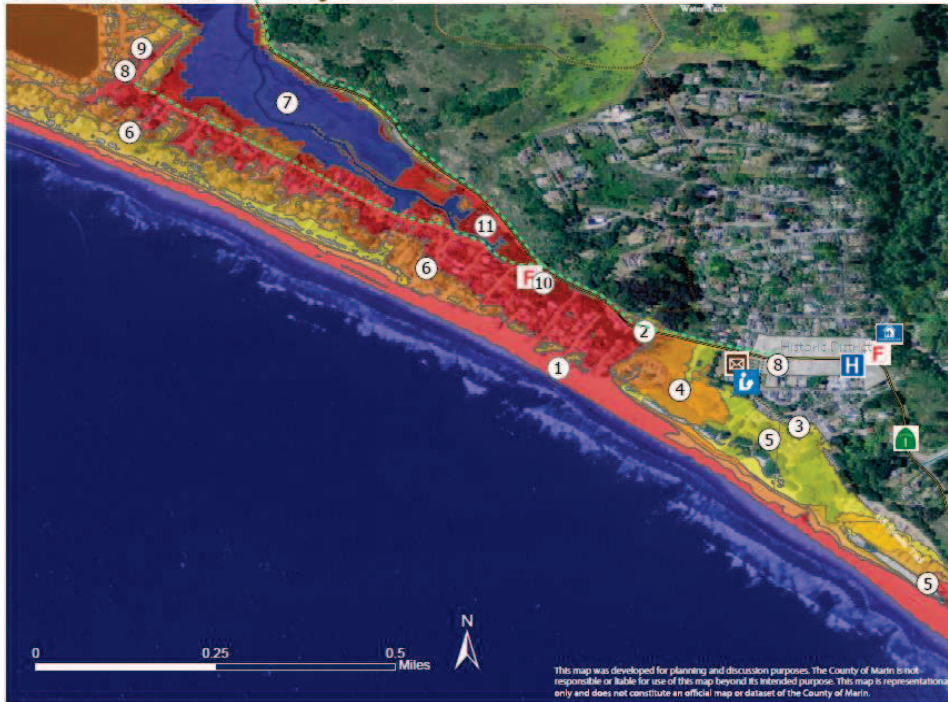 Water Tank
9
8
7
6
11
6
F
10
2
Historic District
F
H
8
1
4
3
5
1
5
N
0
0.25
0.5
Miles
This map was developed for planning and discussion purposes. The County of Marin is not
responsible or liable for use of this map beyond its intended purpose. This map is representational
only and does not constitute an official map or dataset of the County of Marin.